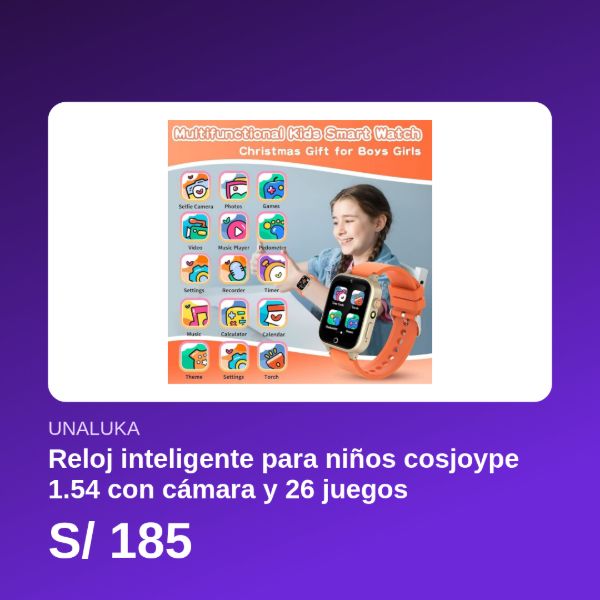 Multifunctional Kids Smart Watch
Christmas Gift for Boys Girls
Selfie Camera Photos Games
Video Music Player Pedometer
Settings Recorder Timer
Music Calculator Calendar
Theme Settings Torch
UNALUKA
Reloj inteligente para niños cosjoype
1.54 con cámara y 26 juegos
S/ 185